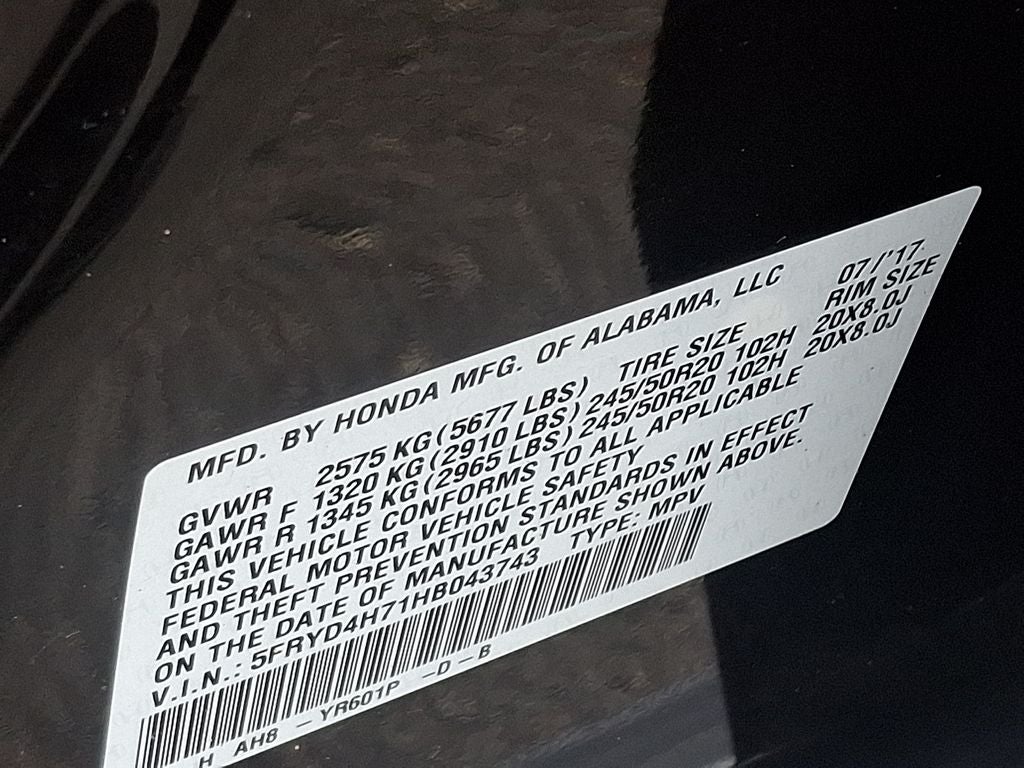 MFD. BY HONDA MFG. OF ALABAMA, LLC 07/'17
GVWR 2575 KG (5677 LBS) TIRE SIZE RIM SIZE
GAWR F 1320 KG (2910 LBS) 245/50R20 102H 20X8.0J
GAWR R 1345 KG (2965 LBS) 245/50R20 102H 20X8.0J
THIS VEHICLE CONFORMS TO ALL APPLICABLE
FEDERAL MOTOR VEHICLE SAFETY
AND THEFT PREVENTION STANDARDS IN EFFECT
ON THE DATE OF MANUFACTURE SHOWN ABOVE.
V.I.N.: 5FRYD4H71HB043743 TYPE: MPV
H AH8 - YR601P -D-B